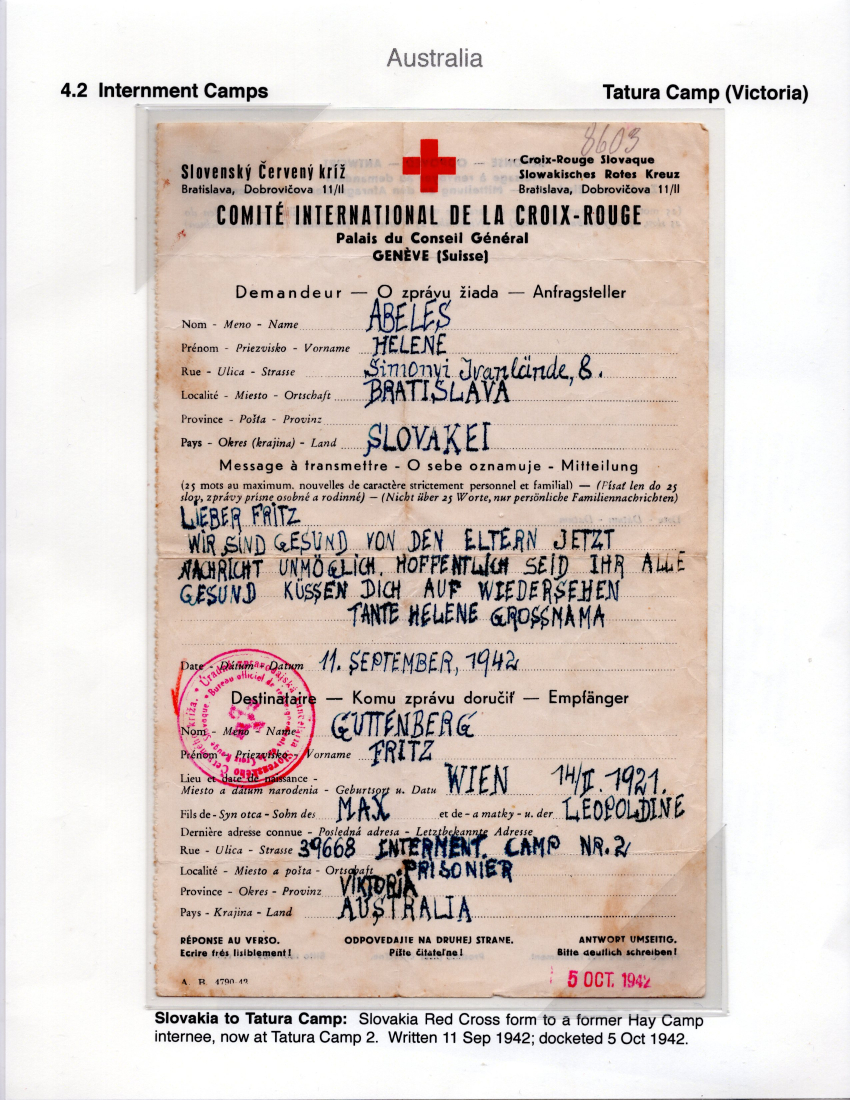 Australia
4.2 Internment Camps
Tatura Camp (Victoria)
8603
Slovenský Červený kríž
Bratislava, Dobrovičova 11/II
Croix-Rouge Slovaque
Slowakisches Rotes Kreuz
Bratislava, Dobrovičova 11/II
COMITÉ INTERNATIONAL DE LA CROIX-ROUGE
Palais du Conseil Général
GENÈVE (Suisse)
Demandeur — O zprávu žiada — Anfragsteller
Nom - Meno - Name ABELES
Prénom - Priezvisko - Vorname HELENE
Rue - Ulica - Strasse Simonyi Ivanlände, 8.
Localité - Miesto - Ortschaft BRATISLAVA
Province - Pošta - Provinz
Pays - Okres (krajina) - Land SLOVAKEI
Message à transmettre - O sebe oznamuje - Mitteilung
(25 mots au maximum, nouvelles de caractère strictement personnel et familial) — (Písať len do 25
slov, zprávy prísne osobné a rodinné) — (Nicht über 25 Worte, nur persönliche Familiennachrichten)
LIEBER FRITZ
WIR SIND GESUND VON DEN ELTERN JETZT
NACHRICHT UNMÖGLICH. HOFFENTLICH SEID IHR ALLE
GESUND KÜSSEN DICH AUF WIEDERSEHEN
TANTE HELENE GROSSMAMA
Date - Dátum - Datum 11. SEPTEMBER, 1942
Destinataire — Komu zprávu doručiť — Empfänger
Nom - Meno - Name GUTTENBERG
Prénom - Priezvisko - Vorname FRITZ
Lieu et date de naissance -
Miesto a dátum narodenia - Geburtsort u. Datu WIEN 14/II. 1921.
Fils de - Syn otca - Sohn des MAX et de - a matky - u. der LEOPOLDINE
Dernière adresse connue - Posledná adresa - Letztbekannte Adresse
Rue - Ulica - Strasse 39668 INTERMENT. CAMP NR. 2
Localité - Miesto a pošta - Ortschaft PRISONIER
Province - Okres - Provinz VIKTORIA
Pays - Krajina - Land AUSTRALIA
RÉPONSE AU VERSO.
Ecrire trés lisiblement!
ODPOVEDAJTE NA DRUHEJ STRANE.
Píšte čitateľne!
ANTWORT UMSEITIG.
Bitte deutlich schreiben!
A. B. 4790-42
5 OCT. 1942
Slovakia to Tatura Camp: Slovakia Red Cross form to a former Hay Camp
internee, now at Tatura Camp 2. Written 11 Sep 1942; docketed 5 Oct 1942.